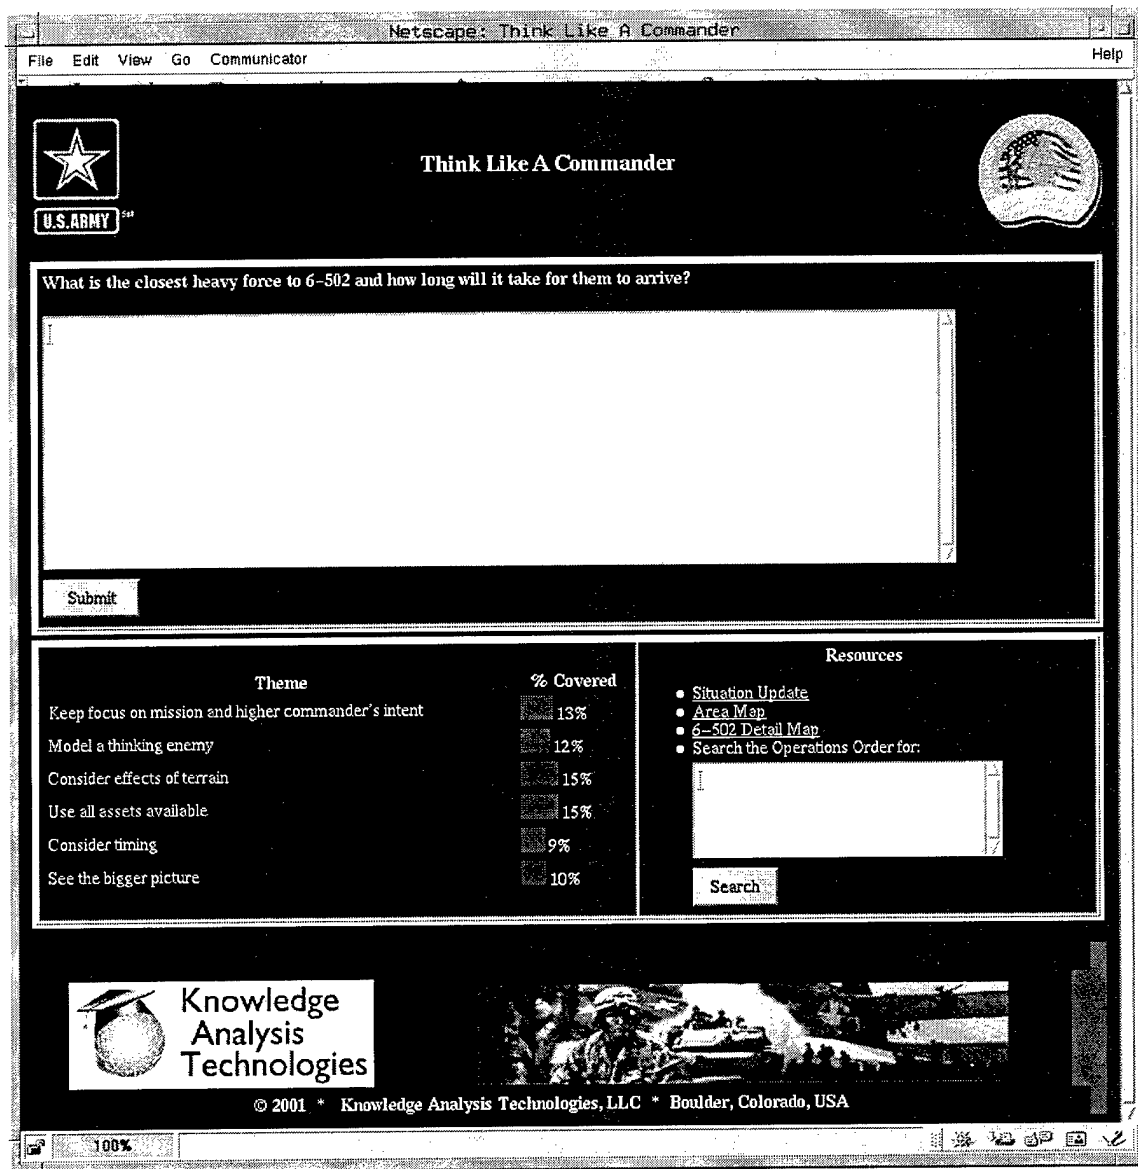 Netscape: Think Like A Commander
File Edit View Go Communicator Help
Think Like A Commander
U.S.ARMY
What is the closest heavy force to 6-502 and how long will it take for them to arrive?
Submit
Theme % Covered
Keep focus on mission and higher commander's intent 13%
Model a thinking enemy 12%
Consider effects of terrain 15%
Use all assets available 15%
Consider timing 9%
See the bigger picture 10%
Resources
Situation Update
Area Map
6-502 Detail Map
Search the Operations Order for:
Search
Knowledge
Analysis
Technologies
© 2001 * Knowledge Analysis Technologies, LLC * Boulder, Colorado, USA
100%